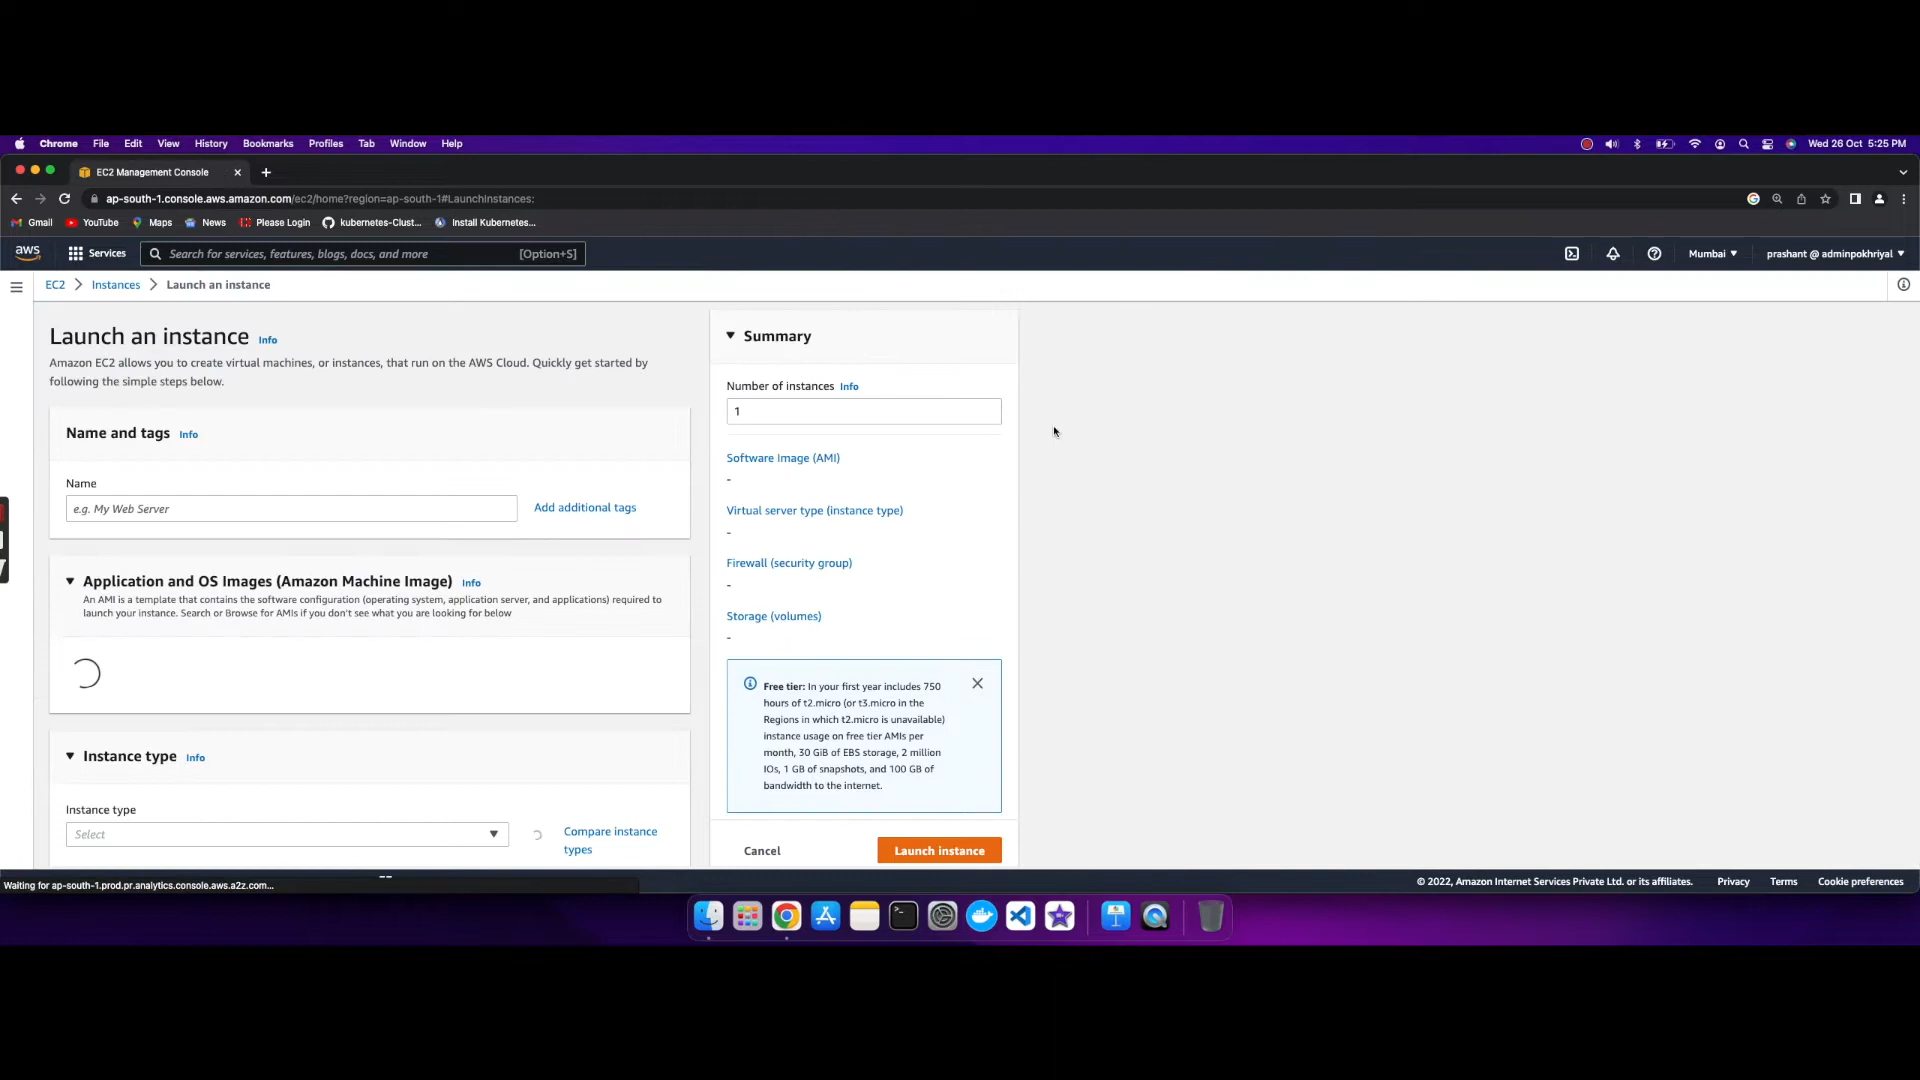 Chrome File Edit View History Bookmarks Profiles Tab Window Help Wed 26 Oct 5:25 PM
EC2 Management Console
ap-south-1.console.aws.amazon.com/ec2/home?region=ap-south-1#LaunchInstances:
Gmail YouTube Maps News Please Login kubernetes-Clust... Install Kubernetes...
aws Services Search for services, features, blogs, docs, and more [Option+S] Mumbai prashant @ adminpokhriyal
EC2 Instances Launch an instance
Launch an instance Info
Amazon EC2 allows you to create virtual machines, or instances, that run on the AWS Cloud. Quickly get started by
following the simple steps below.
Name and tags Info
Name
e.g. My Web Server Add additional tags
Application and OS Images (Amazon Machine Image) Info
An AMI is a template that contains the software configuration (operating system, application server, and applications) required to
launch your instance. Search or Browse for AMIs if you don't see what you are looking for below
Instance type Info
Instance type
Select Compare instance
types
Summary
Number of instances Info
1
Software Image (AMI)
-
Virtual server type (instance type)
-
Firewall (security group)
-
Storage (volumes)
-
Free tier: In your first year includes 750
hours of t2.micro (or t3.micro in the
Regions in which t2.micro is unavailable)
instance usage on free tier AMIs per
month, 30 GiB of EBS storage, 2 million
IOs, 1 GB of snapshots, and 100 GB of
bandwidth to the internet.
Cancel Launch instance
Waiting for ap-south-1.prod.pr.analytics.console.aws.a2z.com...
© 2022, Amazon Internet Services Private Ltd. or its affiliates. Privacy Terms Cookie preferences